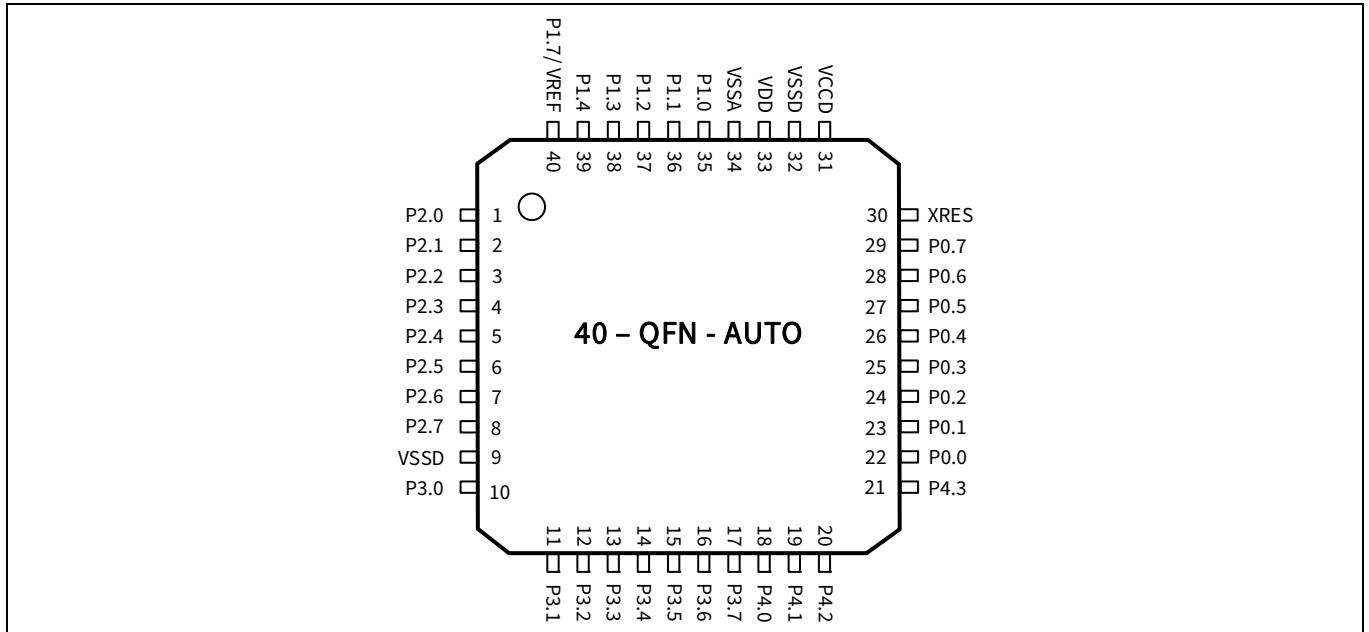 P1.7/ VREF
P1.4
P1.3
P1.2
P1.1
P1.0
VSSA
VDD
VSSD
VCCD
40
39
38
37
36
35
34
33
32
31
P2.0 1
P2.1 2
P2.2 3
P2.3 4
P2.4 5
P2.5 6
P2.6 7
P2.7 8
VSSD 9
P3.0 10
40 – QFN - AUTO
30 XRES
29 P0.7
28 P0.6
27 P0.5
26 P0.4
25 P0.3
24 P0.2
23 P0.1
22 P0.0
21 P4.3
11
12
13
14
15
16
17
18
19
20
P3.1
P3.2
P3.3
P3.4
P3.5
P3.6
P3.7
P4.0
P4.1
P4.2